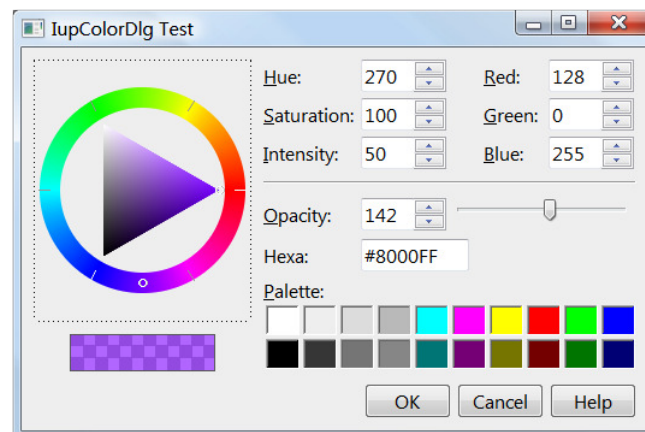 IupColorDlg Test
Hue: 270 Red: 128
Saturation: 100 Green: 0
Intensity: 50 Blue: 255
Opacity: 142
Hexa: #8000FF
Palette:
OK Cancel Help